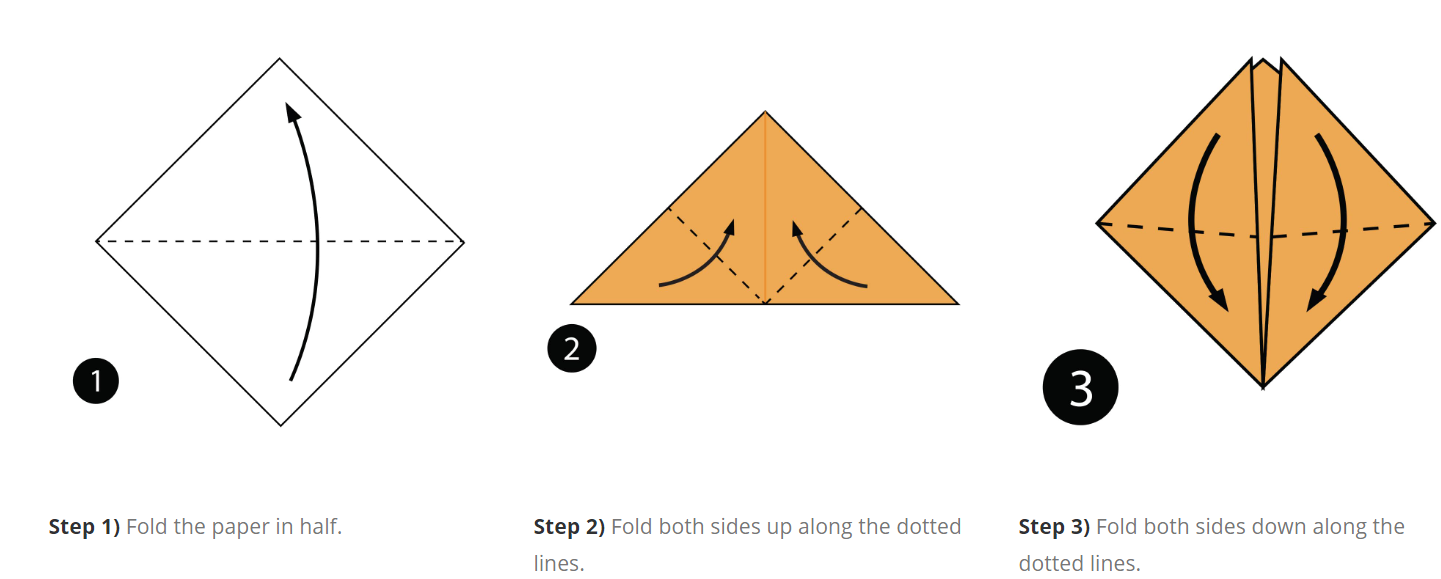 1
2
3
Step 1) Fold the paper in half.
Step 2) Fold both sides up along the dotted
lines.
Step 3) Fold both sides down along the
dotted lines.